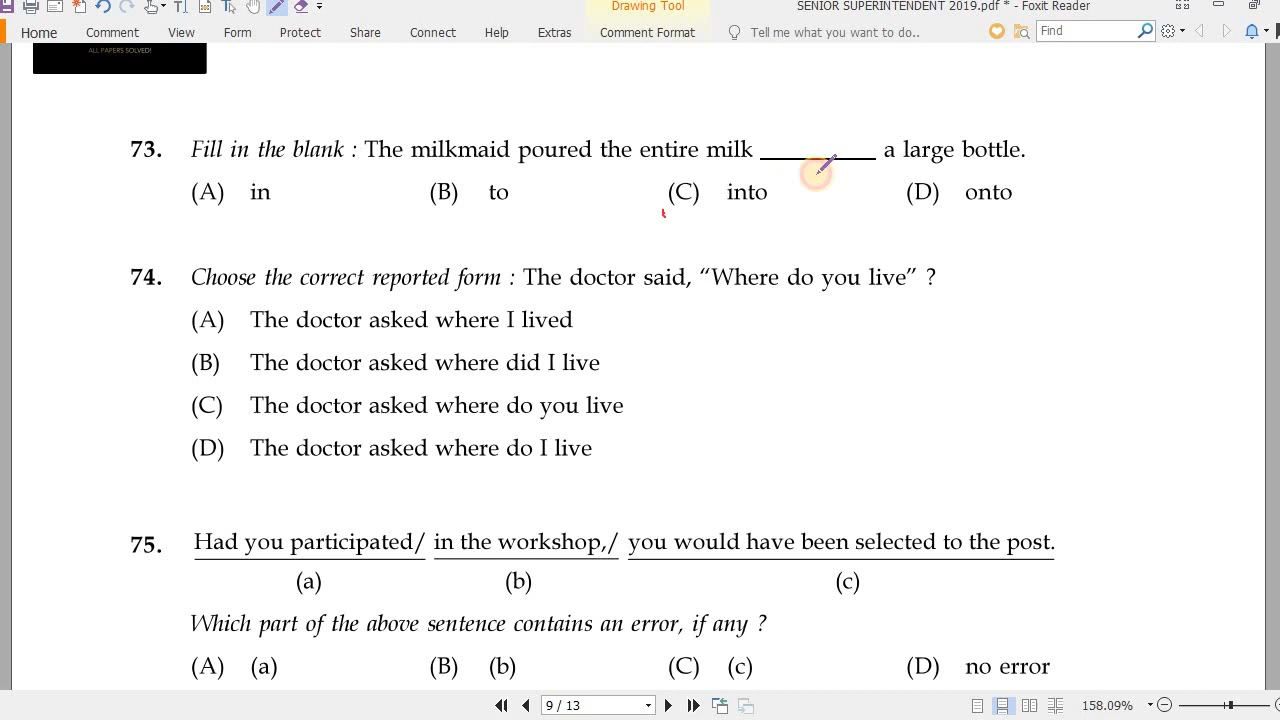 Drawing Tool
SENIOR SUPERINTENDENT 2019.pdf * - Foxit Reader
Home Comment View Form Project Share Connect Help Extras Comment Format Tell me what you want to do.. Find
ALL PAPERS SOLVED!
73. Fill in the blank : The milkmaid poured the entire milk __________ a large bottle.
(A) in (B) to (C) into (D) onto
74. Choose the correct reported form : The doctor said, “Where do you live” ?
(A) The doctor asked where I lived
(B) The doctor asked where did I live
(C) The doctor asked where do you live
(D) The doctor asked where do I live
75. Had you participated/ in the workshop,/ you would have been selected to the post.
(a) (b) (c)
Which part of the above sentence contains an error, if any ?
(A) (a) (B) (b) (C) (c) (D) no error
9 / 13 158.09%